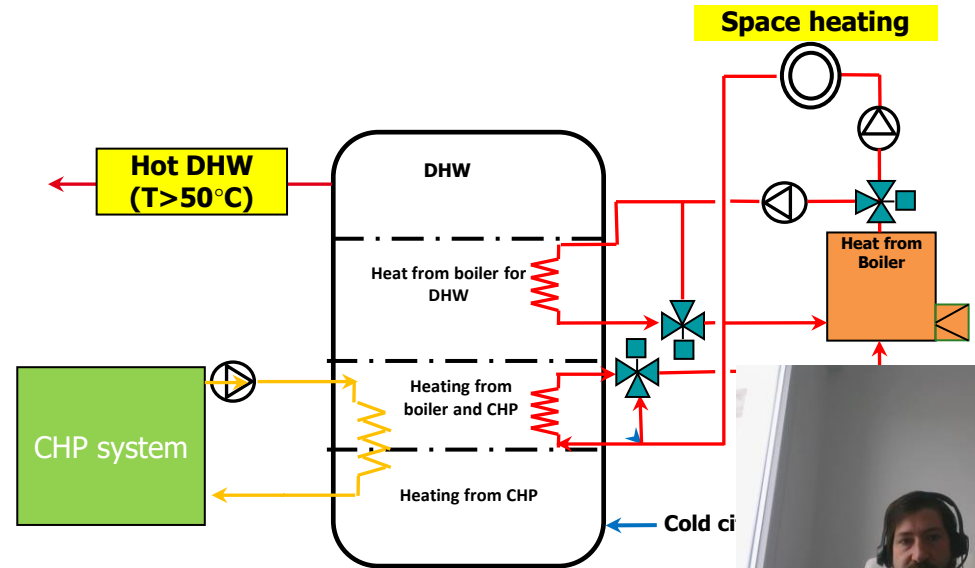 Space heating
Hot DHW
(T>50°C)
DHW
Heat from
Boiler
Heat from boiler for
DHW
Heating from
boiler and CHP
CHP system
Heating from CHP
Cold